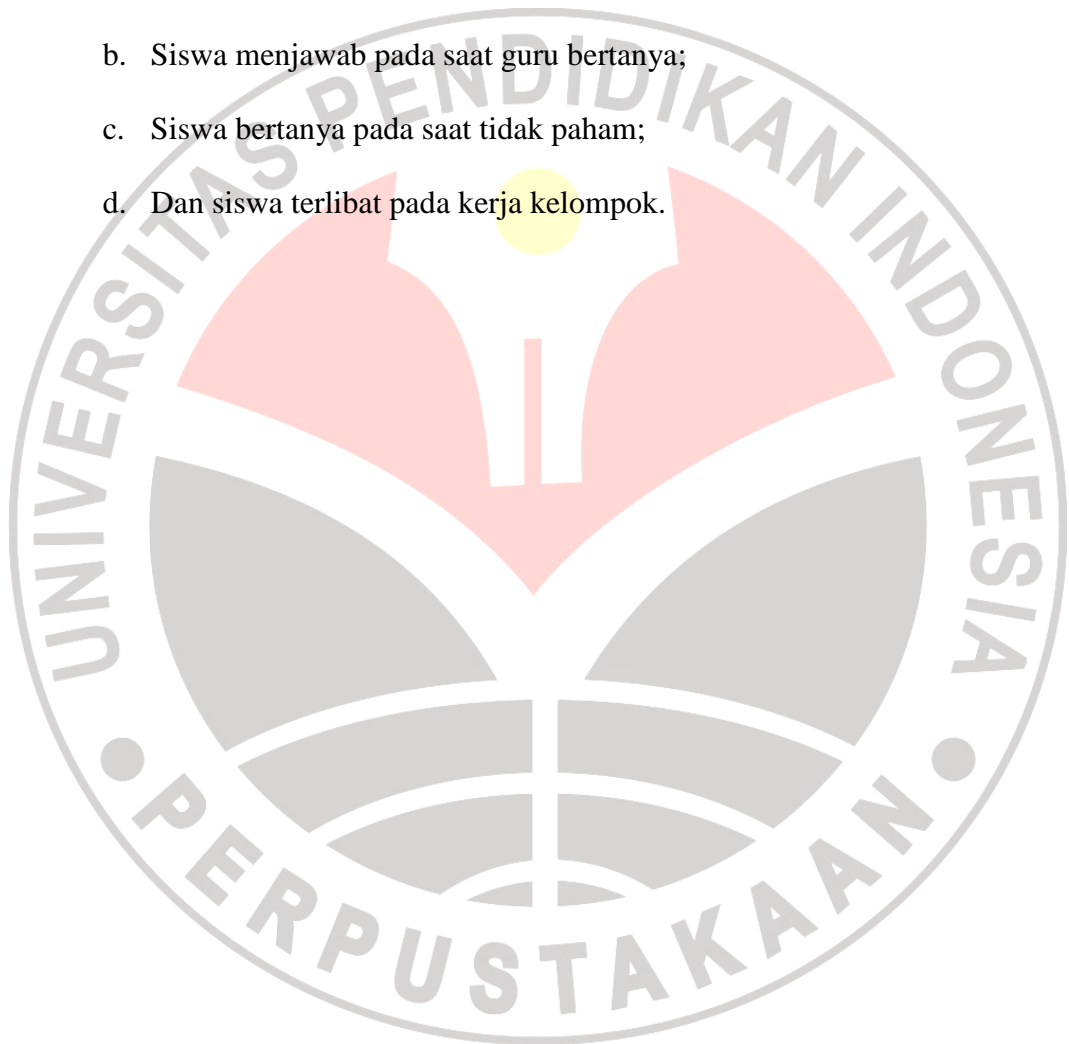 b. Siswa menjawab pada saat guru bertanya;
c. Siswa bertanya pada saat tidak paham;
d. Dan siswa terlibat pada kerja kelompok.
UNIVERSITAS PENDIDIKAN INDONESIA
PERPUSTAKAAN